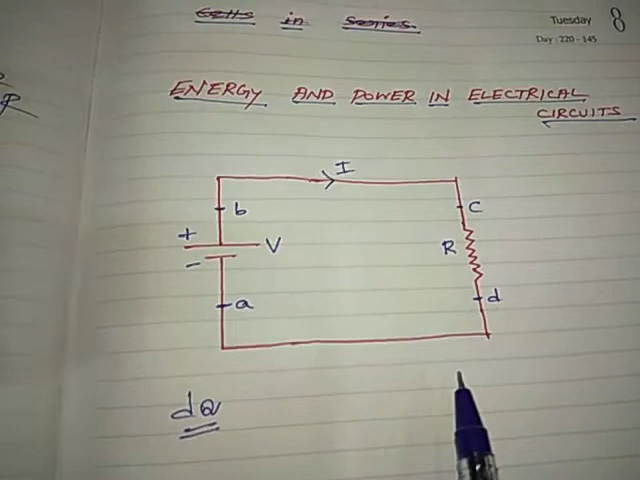 Cells in Series.
Tuesday 8
Day : 220 - 145
ENERGY AND POWER IN ELECTRICAL
CIRCUITS
I
b
C
+
V
R
-
a
d
dQ